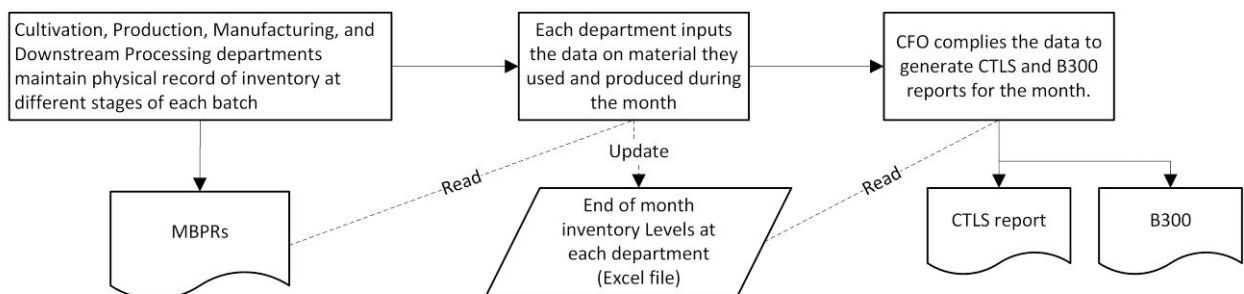 Cultivation, Production, Manufacturing, and
Downstream Processing departments
maintain physical record of inventory at
different stages of each batch
Each department inputs
the data on material they
used and produced during
the month
CFO complies the data to
generate CTLS and B300
reports for the month.
Read
Update
Read
MBPRs
End of month
inventory Levels at
each department
(Excel file)
CTLS report
B300